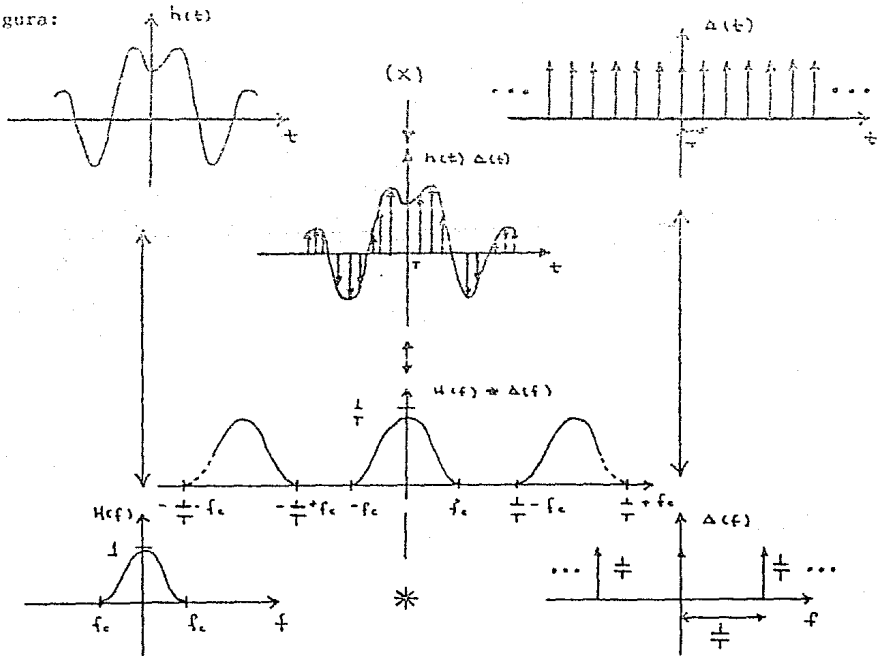 gura:
h(t)
t
(x)
Δ(t)
...
...
T
t
h(t) Δ(t)
T
t
H(f) * Δ(f)
1/T
-1/T - fc
-1/T + fc
-fc
fc
1/T - fc
1/T + fc
H(f)
1
fc
fc
f
*
Δ(f)
...
1/T
1/T
...
1/T
f